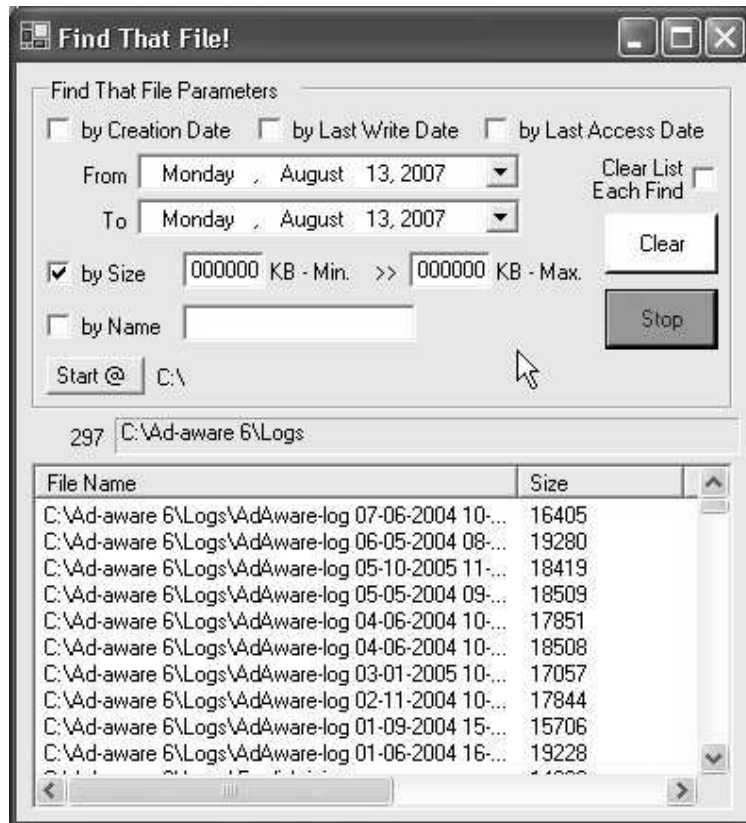 Find That File!
Find That File Parameters
by Creation Date by Last Write Date by Last Access Date
From Monday , August 13, 2007
Clear List Each Find
To Monday , August 13, 2007
Clear
by Size 000000 KB - Min. >> 000000 KB - Max.
by Name
Stop
Start @ C:\
297 C:\Ad-aware 6\Logs
File Name Size
C:\Ad-aware 6\Logs\AdAware-log 07-06-2004 10-... 16405
C:\Ad-aware 6\Logs\AdAware-log 06-05-2004 08-... 19280
C:\Ad-aware 6\Logs\AdAware-log 05-10-2005 11-... 18419
C:\Ad-aware 6\Logs\AdAware-log 05-05-2004 09-... 18509
C:\Ad-aware 6\Logs\AdAware-log 04-06-2004 10-... 17851
C:\Ad-aware 6\Logs\AdAware-log 04-06-2004 10-... 18508
C:\Ad-aware 6\Logs\AdAware-log 03-01-2005 10-... 17057
C:\Ad-aware 6\Logs\AdAware-log 02-11-2004 10-... 17844
C:\Ad-aware 6\Logs\AdAware-log 01-09-2004 15-... 15706
C:\Ad-aware 6\Logs\AdAware-log 01-06-2004 16-... 19228